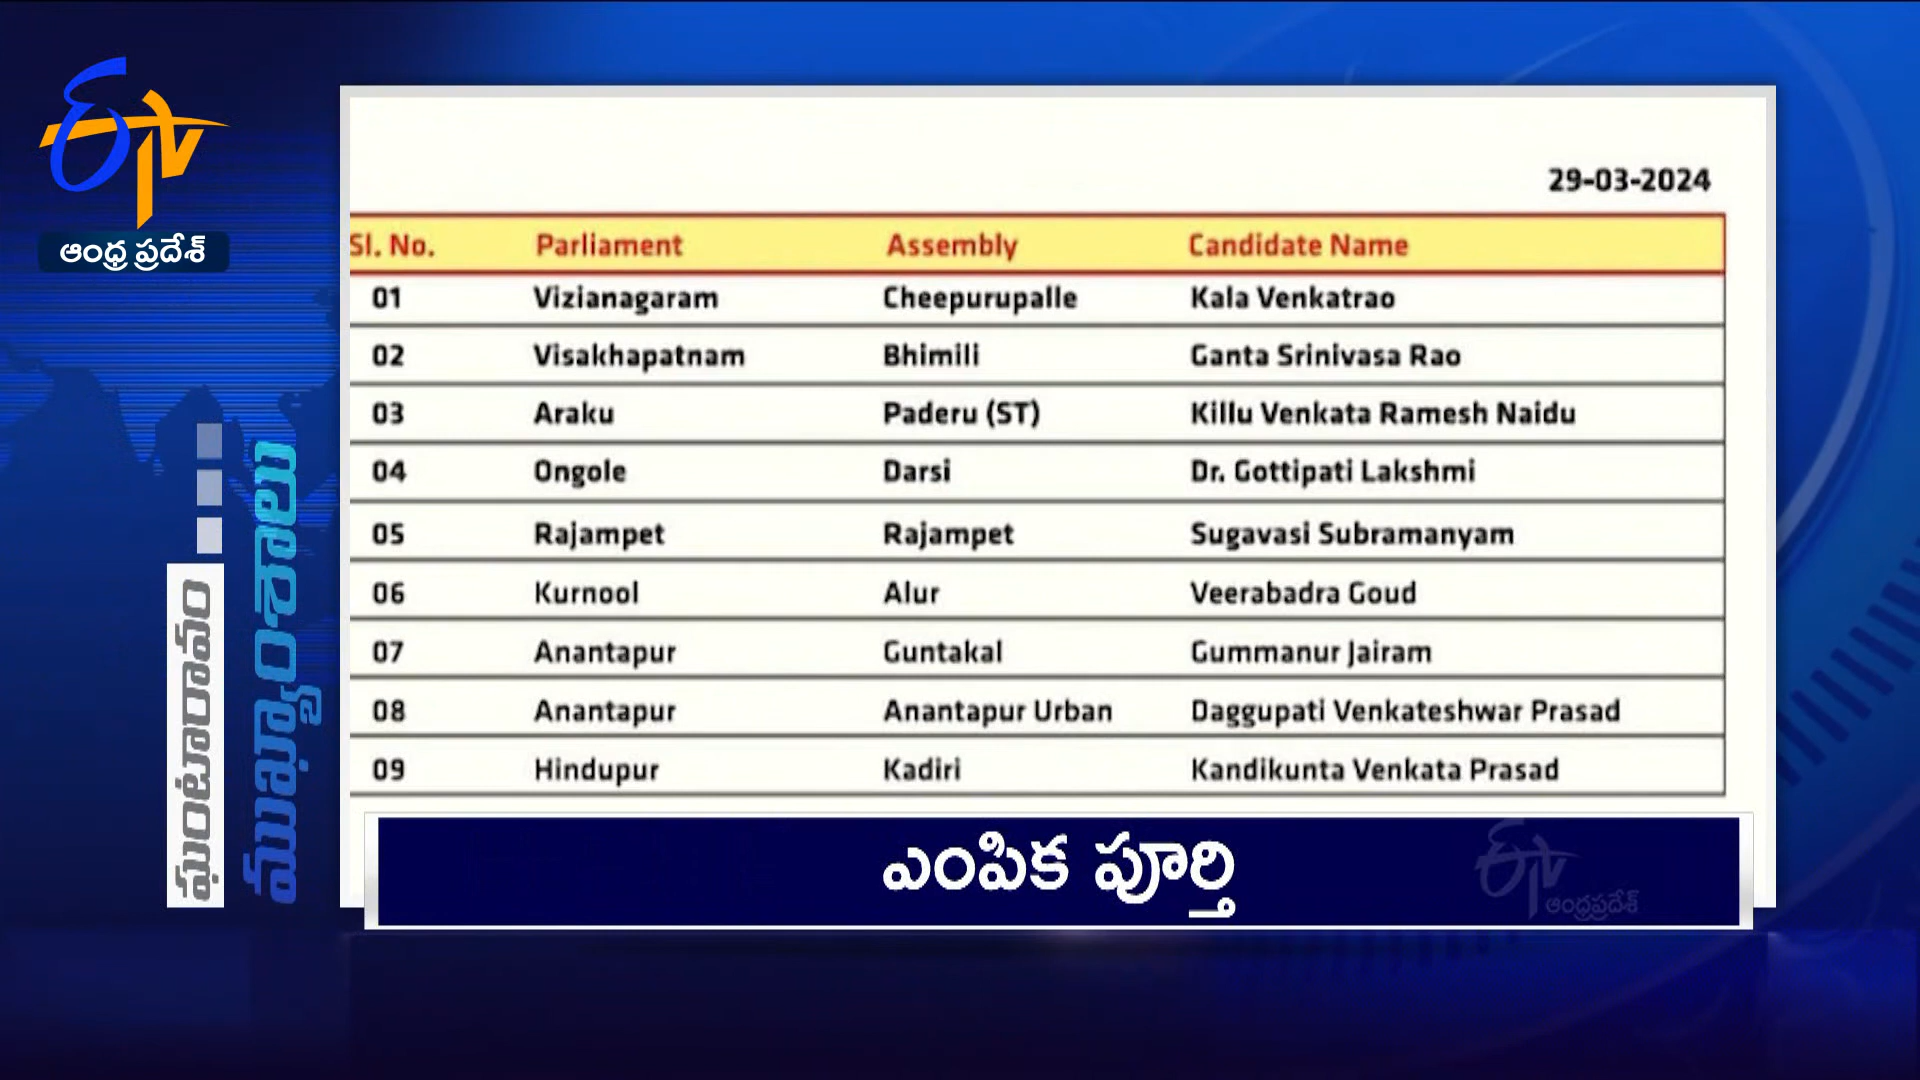 ETV
ఆంధ్ర ప్రదేశ్
29-03-2024
Sl. No. Parliament Assembly Candidate Name
01 Vizianagaram Cheepurupalle Kala Venkatrao
02 Visakhapatnam Bhimili Ganta Srinivasa Rao
03 Araku Paderu (ST) Killu Venkata Ramesh Naidu
04 Ongole Darsi Dr. Gottipati Lakshmi
05 Rajampet Rajampet Sugavasi Subramanyam
06 Kurnool Alur Veerabadra Goud
07 Anantapur Guntakal Gummanur Jairam
08 Anantapur Anantapur Urban Daggupati Venkateshwar Prasad
09 Hindupur Kadiri Kandikunta Venkata Prasad
ఘంటారావం
ముఖ్యాంశాలు
ఎంపిక పూర్తి
ETV
ఆంధ్రప్రదేశ్